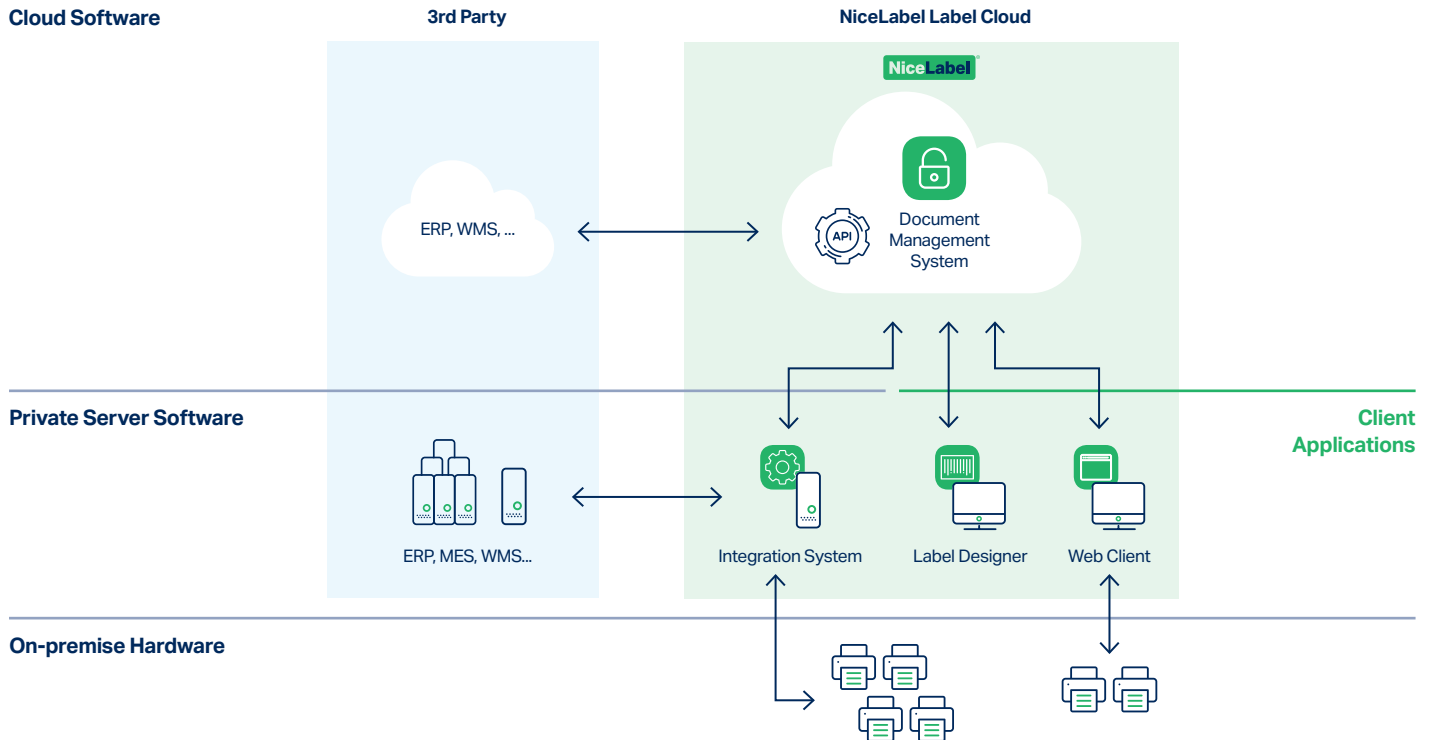 Cloud Software
3rd Party
NiceLabel Label Cloud
NiceLabel
ERP, WMS, ...
API
Document
Management
System
Private Server Software
Client
Applications
ERP, MES, WMS...
Integration System
Label Designer
Web Client
On-premise Hardware